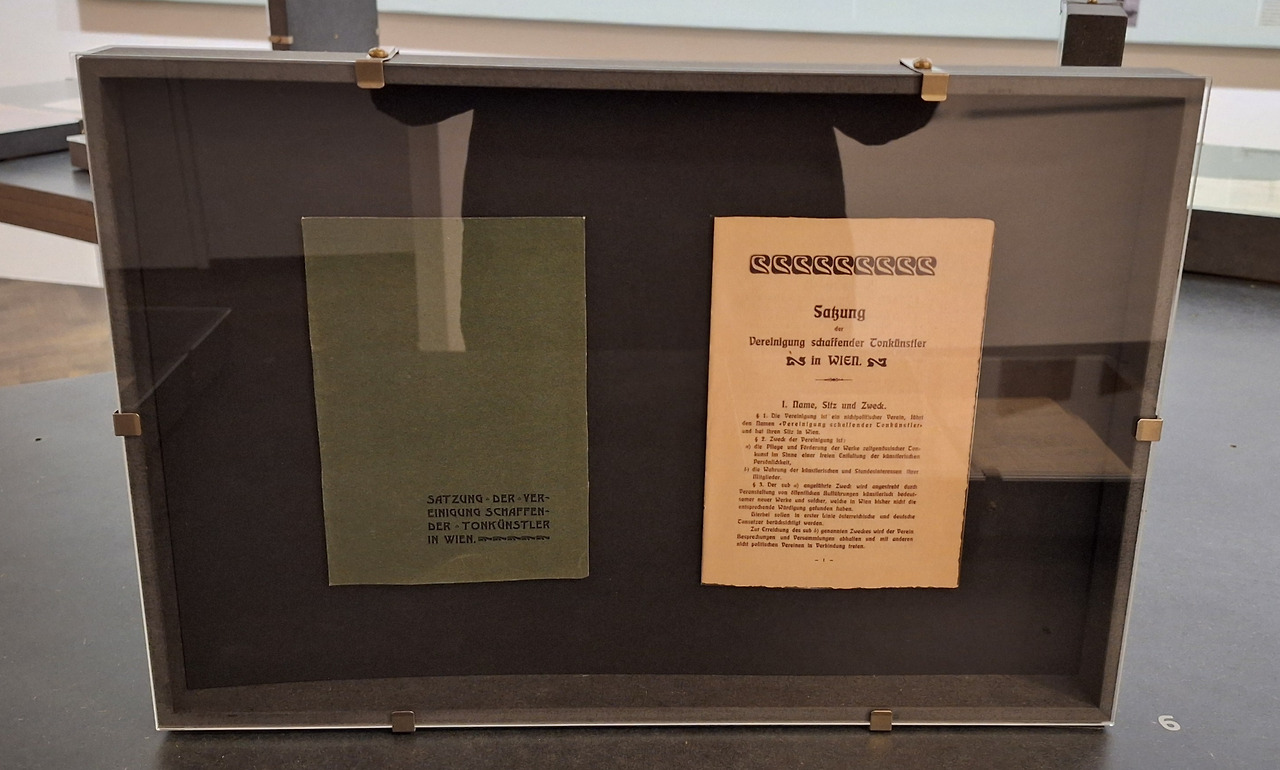 SATZUNG · DER · VER-
EINIGUNG SCHAFFEN-
DER · TONKÜNSTLER
IN WIEN.
Satzung
der
Vereinigung schaffender Tonkünstler
in WIEN.
I. Name, Sitz und Zweck.
§ 1. Die Vereinigung ist ein nichtpolitischer Verein, führt
den Namen »Vereinigung schaffender Tonkünstler«
und hat ihren Sitz in Wien.
§ 2. Zweck der Vereinigung ist:
a) die Pflege und Förderung der Werke zeitgenössischer Ton-
kunst im Sinne einer freien Entfaltung der künstlerischen
Persönlichkeit,
b) die Wahrung der künstlerischen und Standesinteressen ihrer
Mitglieder.
§ 3. Der sub a) angeführte Zweck wird angestrebt durch
Veranstaltung von öffentlichen Aufführungen künstlerisch bedeut-
samer neuer Werke und solcher, welche in Wien bisher nicht die
entsprechende Würdigung gefunden haben.
Hierbei sollen in erster Linie österreichische und deutsche
Tonsetzer berücksichtigt werden.
Zur Erreichung des sub b) genannten Zweckes wird der Verein
Besprechungen und Versammlungen abhalten und mit anderen
nicht politischen Vereinen in Verbindung treten.
— 1 —
6